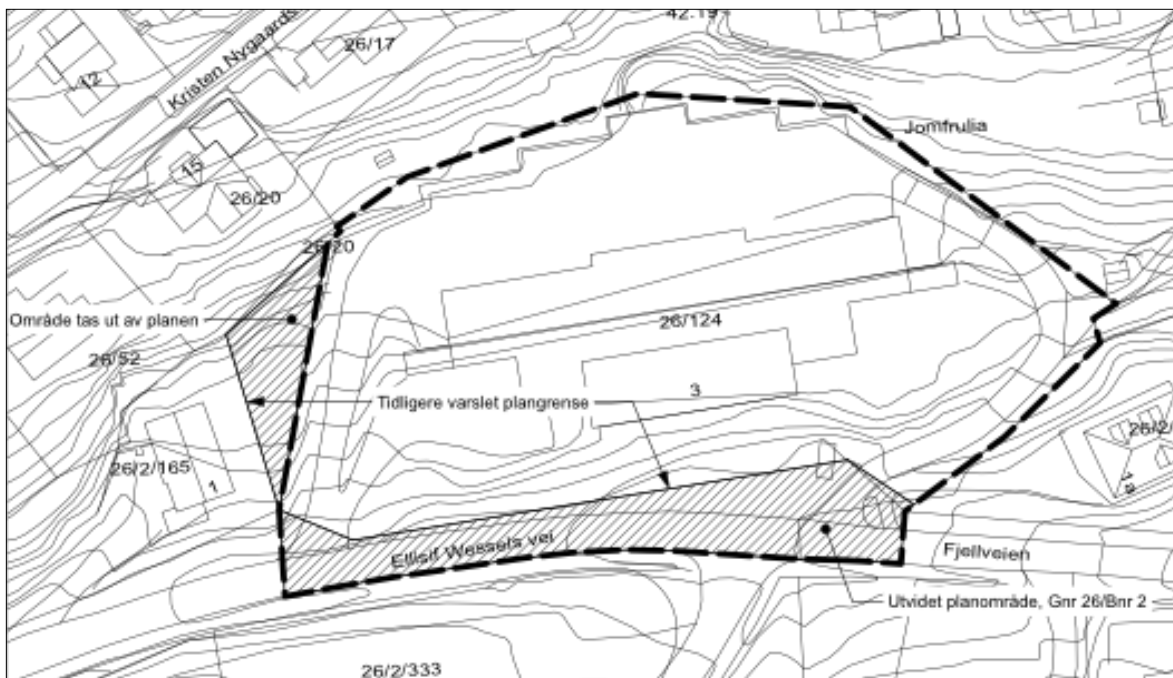 42.19
26/17
12
Kristen Nygaards
Jomfrulia
15
26/20
26/20
Område tas ut av planen
26/124
26/52
3
Tidligere varslet plangrense
26/2/165
1
26/2/
1a
Ellisif Wessels vei
Fjellveien
Utvidet planområde, Gnr 26/Bnr 2
26/2/333